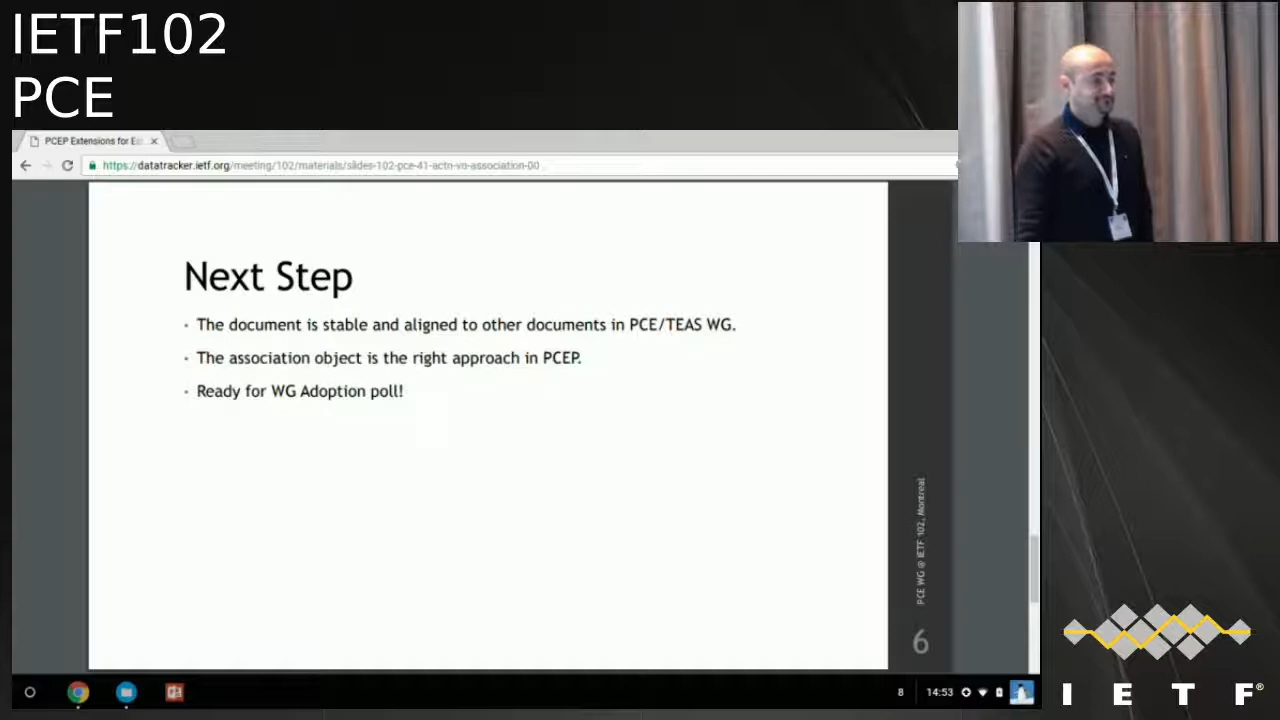 IETF102
PCE
PCEP Extensions for Es
https://datatracker.ietf.org/meeting/102/materials/slides-102-pce-41-actn-vn-association-00
Next Step
· The document is stable and aligned to other documents in PCE/TEAS WG.
· The association object is the right approach in PCEP.
· Ready for WG Adoption poll!
PCE WG @ IETF 102, Montreal
6
8 14:53
I E T F®